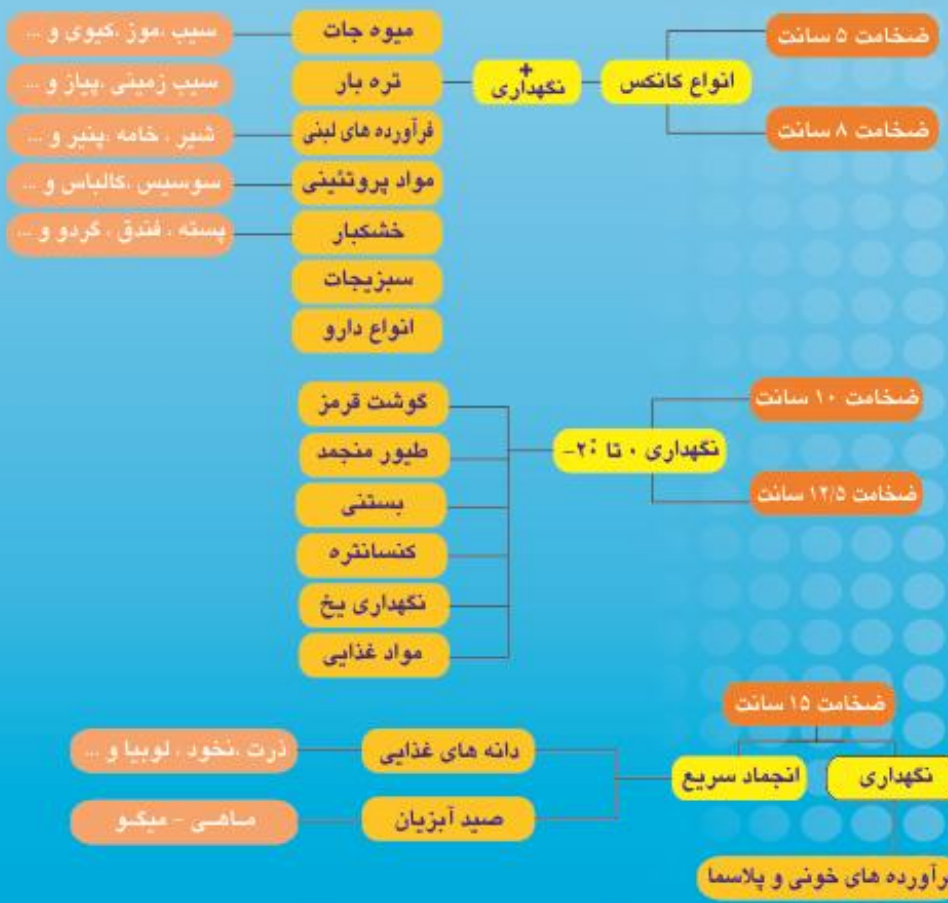 ضخامت ۵ سانت
انواع کانکس
ضخامت ۸ سانت
+
نگهداری
میوه جات
سیب ،موز ،کیوی و ...
تره بار
سیب زمینی ،پیاز و ...
فرآورده های لبنی
شیر ، خامه ،پنیر و ...
مواد پروتئینی
سوسیس ،کالباس و ...
خشکبار
پسته ، فندق ، گردو و ...
سبزیجات
انواع دارو
ضخامت ۱۰ سانت
نگهداری ۰ تا
ضخامت ۱۲/۵ سانت
گوشت قرمز
طیور منجمد
بستنی
کنسانتره
نگهداری یخ
مواد غذایی
ضخامت ۱۵ سانت
نگهداری
انجماد سریع
دانه های غذایی
ذرت ،نخود ، لوبیا و ...
صید آبزیان
ماهی - میگو
رآورده های خونی و پلاسما